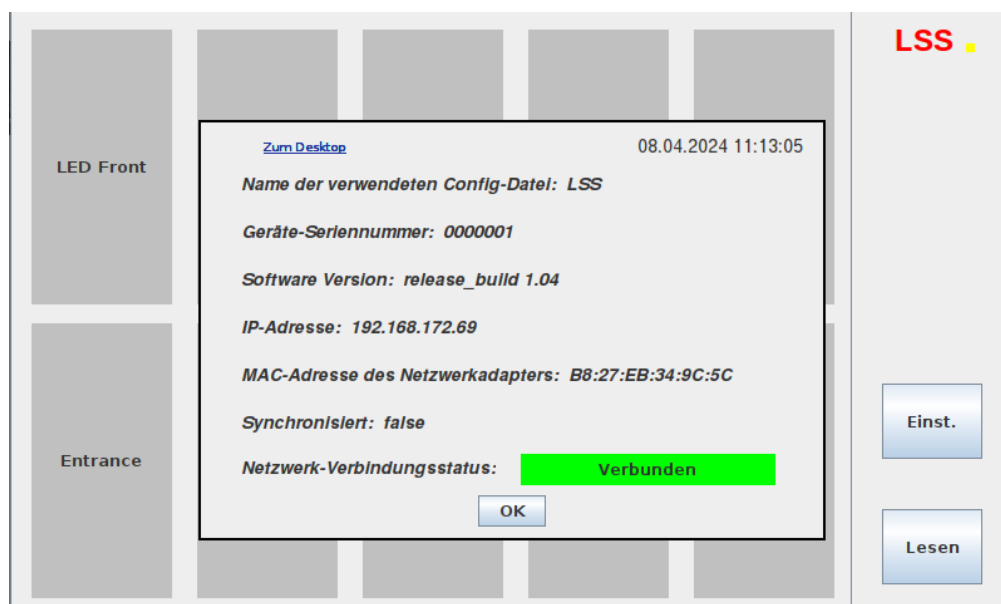 LSS
LED Front
Zum Desktop
08.04.2024 11:13:05
Name der verwendeten Config-Datei: LSS
Geräte-Seriennummer: 0000001
Software Version: release_build 1.04
IP-Adresse: 192.168.172.69
MAC-Adresse des Netzwerkadapters: B8:27:EB:34:9C:5C
Synchronisiert: false
Netzwerk-Verbindungsstatus: Verbunden
OK
Entrance
Einst.
Lesen